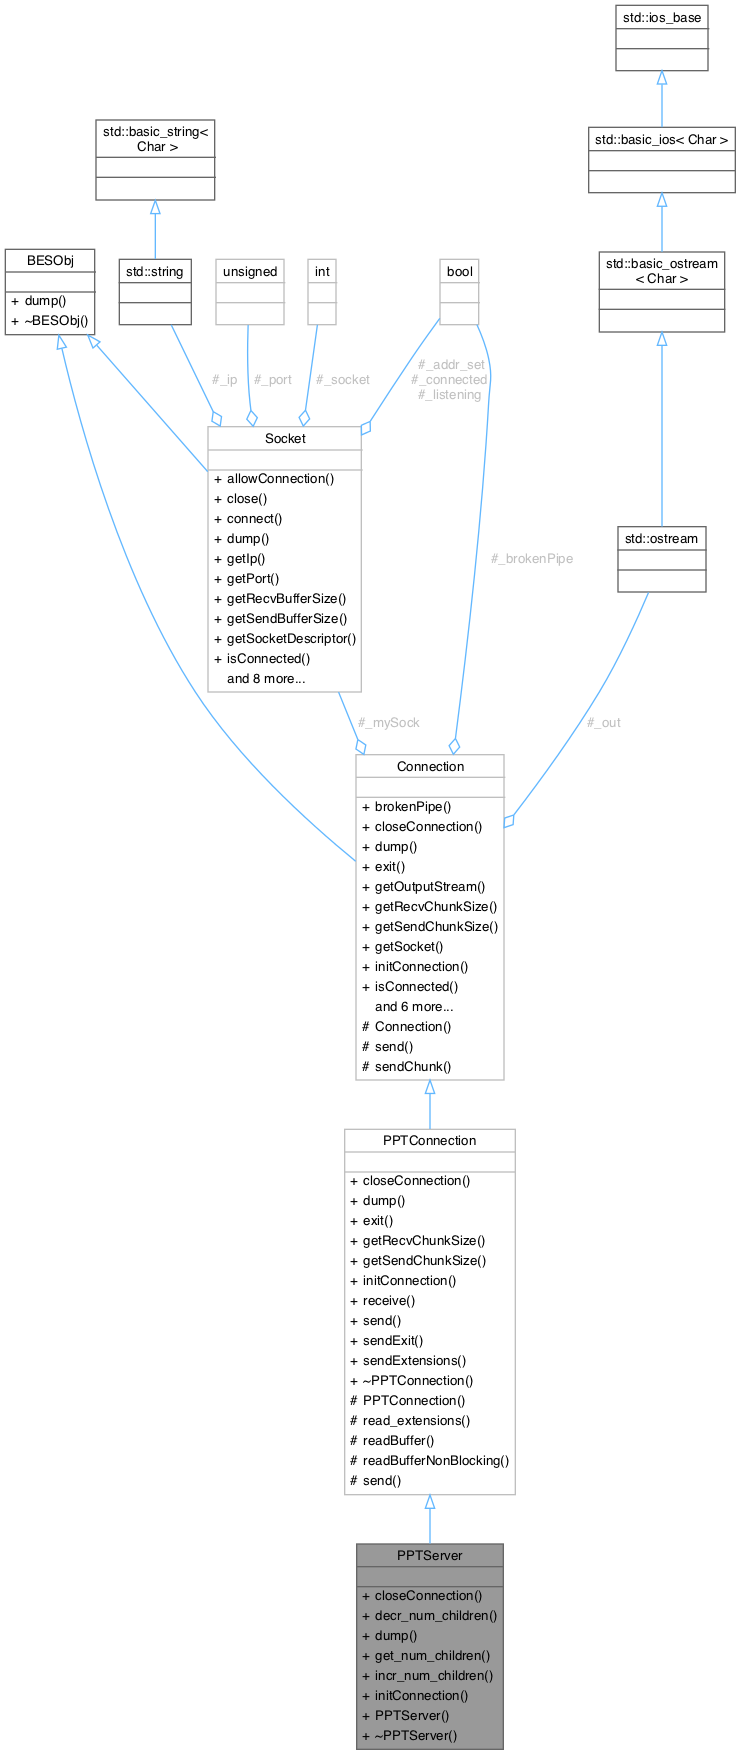 std::ios_base
std::basic_string<
Char >
std::basic_ios< Char >
BESObj
+ dump()
+ ~BESObj()
std::string
unsigned
int
bool
std::basic_ostream
< Char >
#_ip
#_port
#_socket
#_addr_set
#_connected
#_listening
Socket
+ allowConnection()
+ close()
+ connect()
+ dump()
+ getIp()
+ getPort()
+ getRecvBufferSize()
+ getSendBufferSize()
+ getSocketDescriptor()
+ isConnected()
and 8 more...
#_brokenPipe
std::ostream
#_mySock
#_out
Connection
+ brokenPipe()
+ closeConnection()
+ dump()
+ exit()
+ getOutputStream()
+ getRecvChunkSize()
+ getSendChunkSize()
+ getSocket()
+ initConnection()
+ isConnected()
and 6 more...
# Connection()
# send()
# sendChunk()
PPTConnection
+ closeConnection()
+ dump()
+ exit()
+ getRecvChunkSize()
+ getSendChunkSize()
+ initConnection()
+ receive()
+ send()
+ sendExit()
+ sendExtensions()
+ ~PPTConnection()
# PPTConnection()
# read_extensions()
# readBuffer()
# readBufferNonBlocking()
# send()
PPTServer
+ closeConnection()
+ decr_num_children()
+ dump()
+ get_num_children()
+ incr_num_children()
+ initConnection()
+ PPTServer()
+ ~PPTServer()